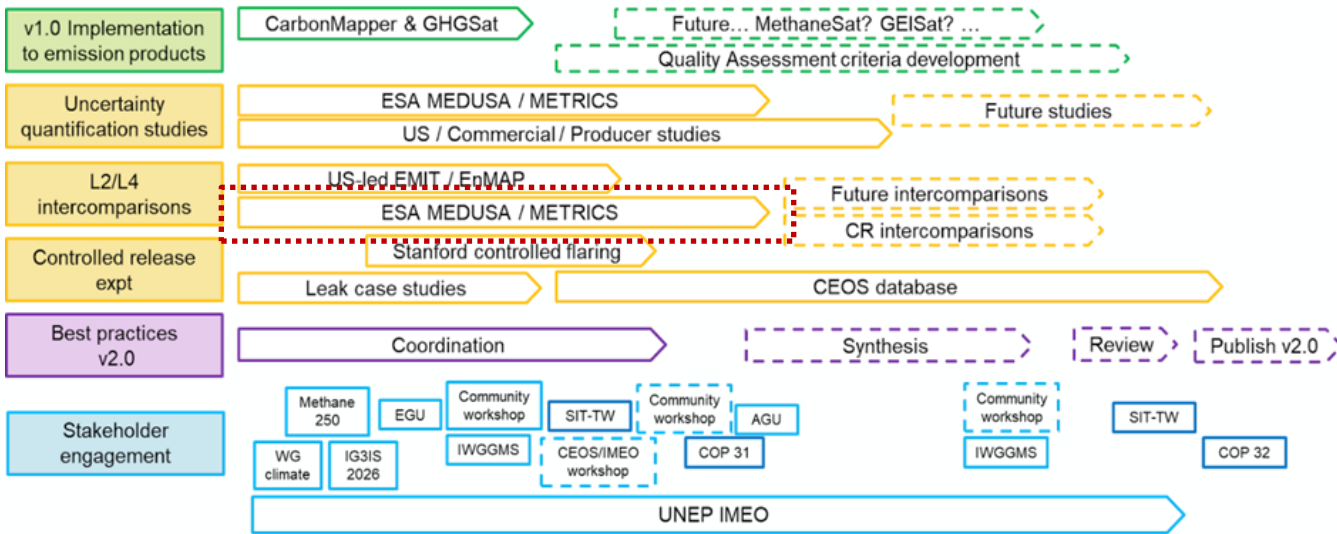 v1.0 Implementation
to emission products
CarbonMapper & GHGSat
Future… MethaneSat? GEISat? …
Quality Assessment criteria development
Uncertainty
quantification studies
ESA MEDUSA / METRICS
US / Commercial / Producer studies
Future studies
L2/L4
intercomparisons
US-led EMIT / EnMAP
ESA MEDUSA / METRICS
Future intercomparisons
CR intercomparisons
Controlled release
expt
Stanford controlled flaring
Leak case studies
CEOS database
Best practices
v2.0
Coordination
Synthesis
Review
Publish v2.0
Stakeholder
engagement
Methane
250
EGU
Community
workshop
SIT-TW
Community
workshop
AGU
Community
workshop
SIT-TW
WG
climate
IG3IS
2026
IWGGMS
CEOS/IMEO
workshop
COP 31
IWGGMS
COP 32
UNEP IMEO